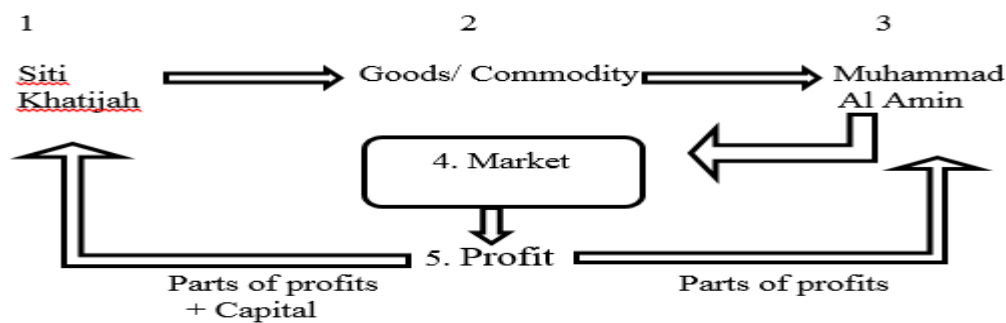 1 2 3
Siti Goods/ Commodity Muhammad
Khatijah Al Amin
4. Market
5. Profit
Parts of profits Parts of profits
+ Capital